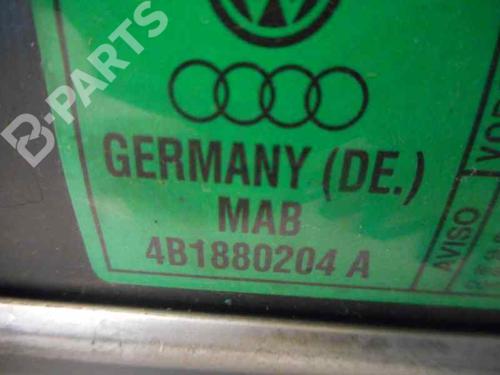 B-PARTS
GERMANY (DE.)
MAB
4B1880204 A
AVISO